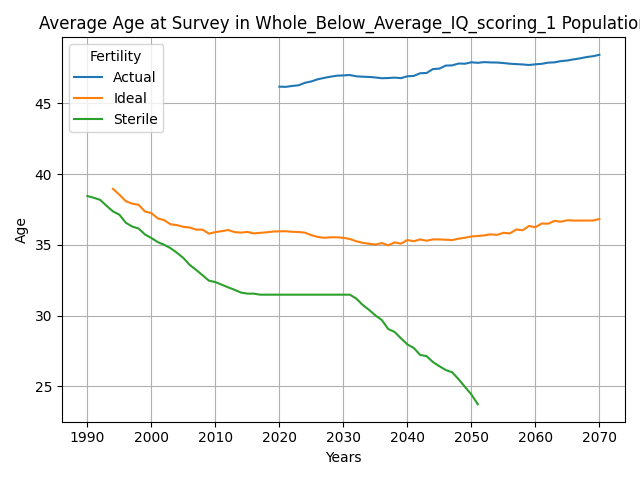 Average Age at Survey in Whole_Below_Average_IQ_scoring_1 Population
Fertility
Actual
Ideal
Sterile
45
40
35
30
25
Age
1990 2000 2010 2020 2030 2040 2050 2060 2070
Years